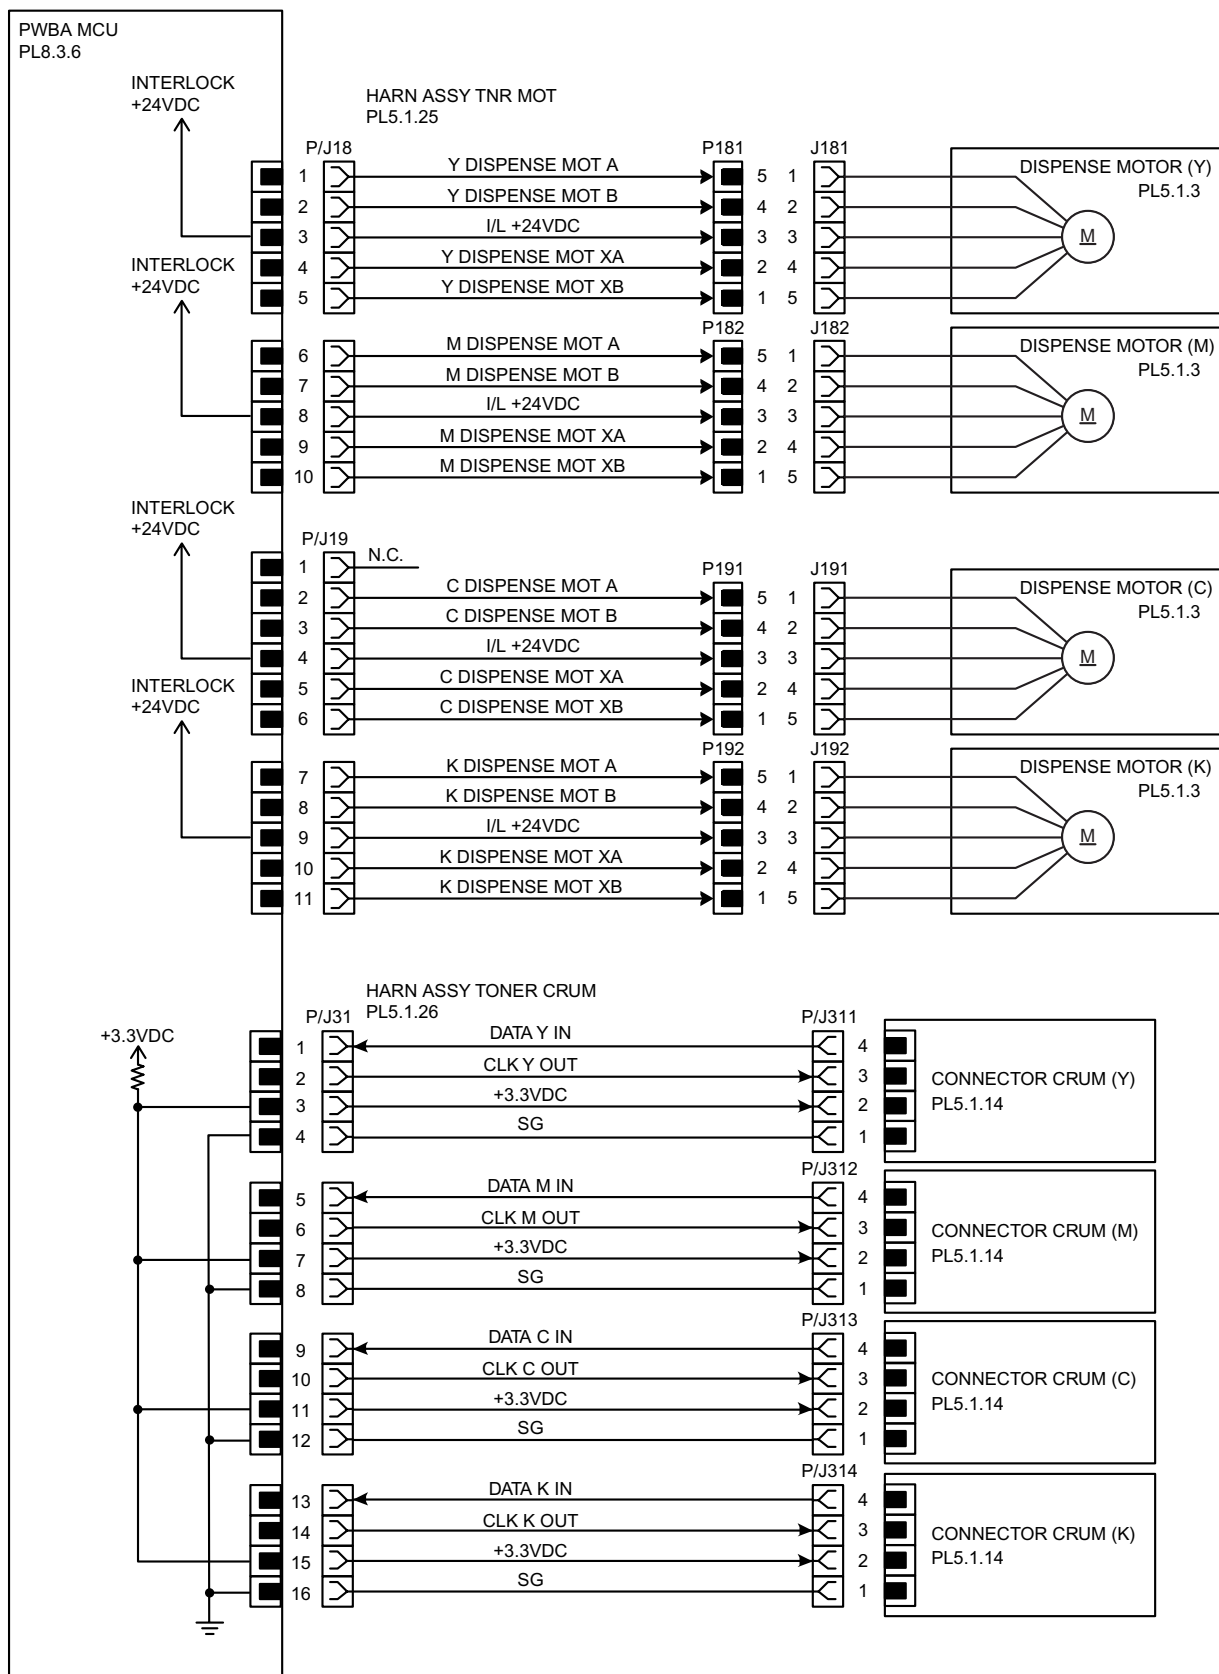 PWBA MCU
PL8.3.6
INTERLOCK
+24VDC
HARN ASSY TNR MOT
PL5.1.25
P/J18
P181
J181
1
Y DISPENSE MOT A
5 1
DISPENSE MOTOR (Y)
PL5.1.3
2
Y DISPENSE MOT B
4 2
3
I/L +24VDC
3 3
M
INTERLOCK
+24VDC
4
Y DISPENSE MOT XA
2 4
5
Y DISPENSE MOT XB
1 5
P182
J182
6
M DISPENSE MOT A
5 1
DISPENSE MOTOR (M)
PL5.1.3
7
M DISPENSE MOT B
4 2
8
I/L +24VDC
3 3
M
9
M DISPENSE MOT XA
2 4
10
M DISPENSE MOT XB
1 5
INTERLOCK
+24VDC
P/J19
1
N.C.
P191
J191
2
C DISPENSE MOT A
5 1
DISPENSE MOTOR (C)
PL5.1.3
3
C DISPENSE MOT B
4 2
4
I/L +24VDC
3 3
M
INTERLOCK
+24VDC
5
C DISPENSE MOT XA
2 4
6
C DISPENSE MOT XB
1 5
P192
J192
7
K DISPENSE MOT A
5 1
DISPENSE MOTOR (K)
PL5.1.3
8
K DISPENSE MOT B
4 2
9
I/L +24VDC
3 3
M
10
K DISPENSE MOT XA
2 4
11
K DISPENSE MOT XB
1 5
HARN ASSY TONER CRUM
PL5.1.26
P/J31
P/J311
+3.3VDC
1
DATA Y IN
4
2
CLK Y OUT
3
CONNECTOR CRUM (Y)
PL5.1.14
3
+3.3VDC
2
4
SG
1
P/J312
5
DATA M IN
4
6
CLK M OUT
3
CONNECTOR CRUM (M)
PL5.1.14
7
+3.3VDC
2
8
SG
1
P/J313
9
DATA C IN
4
10
CLK C OUT
3
CONNECTOR CRUM (C)
PL5.1.14
11
+3.3VDC
2
12
SG
1
P/J314
13
DATA K IN
4
14
CLK K OUT
3
CONNECTOR CRUM (K)
PL5.1.14
15
+3.3VDC
2
16
SG
1